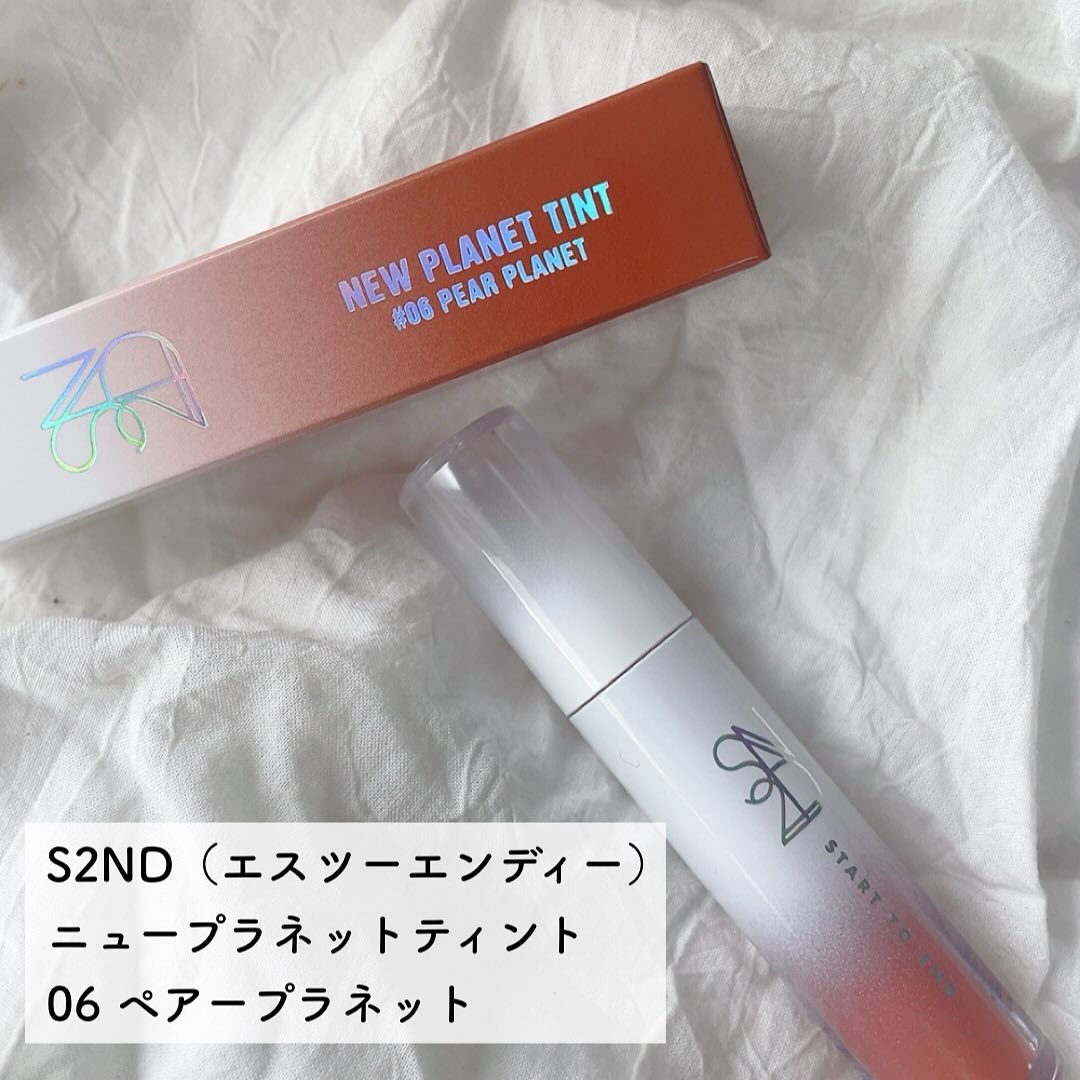 NEW PLANET TINT
#06 PEAR PLANET
START TO END
S2ND（エスツーエンディー）
ニュープラネットティント
06 ペアープラネット